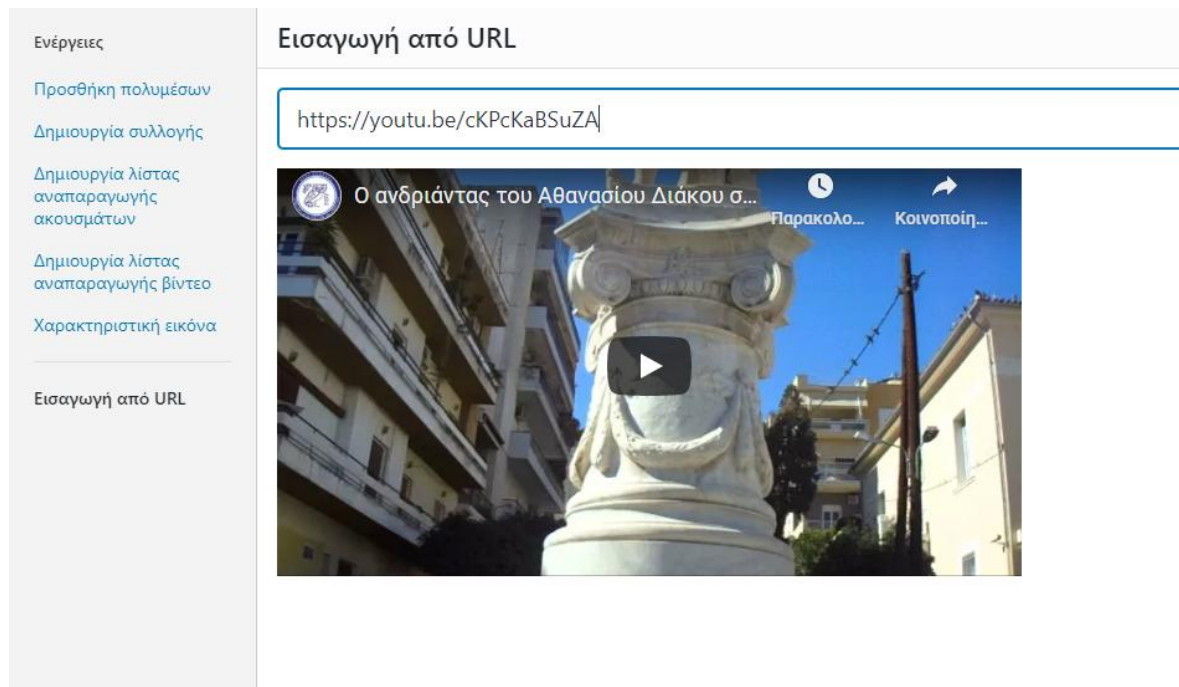 Ενέργειες
Προσθήκη πολυμέσων
Δημιουργία συλλογής
Δημιουργία λίστας
αναπαραγωγής
ακουσμάτων
Δημιουργία λίστας
αναπαραγωγής βίντεο
Χαρακτηριστική εικόνα
Εισαγωγή από URL
Εισαγωγή από URL
https://youtu.be/cKPcKaBSuZA
Ο ανδριάντας του Αθανασίου Διάκου σ...
Παρακολο...
Κοινοποίη...